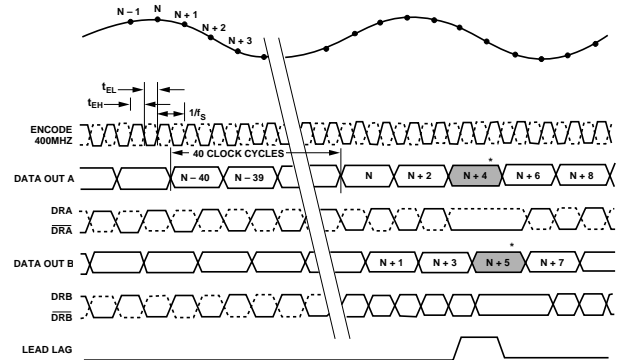 N – 1 N N + 1 N + 2 N + 3
tEL
tEH
1/fS
ENCODE
400MHZ
40 CLOCK CYCLES
DATA OUT A N – 40 N – 39 N N + 2 N + 4 * N + 6 N + 8
DRA
DRA
DATA OUT B N + 1 N + 3 N + 5 * N + 7
DRB
DRB
LEAD LAG